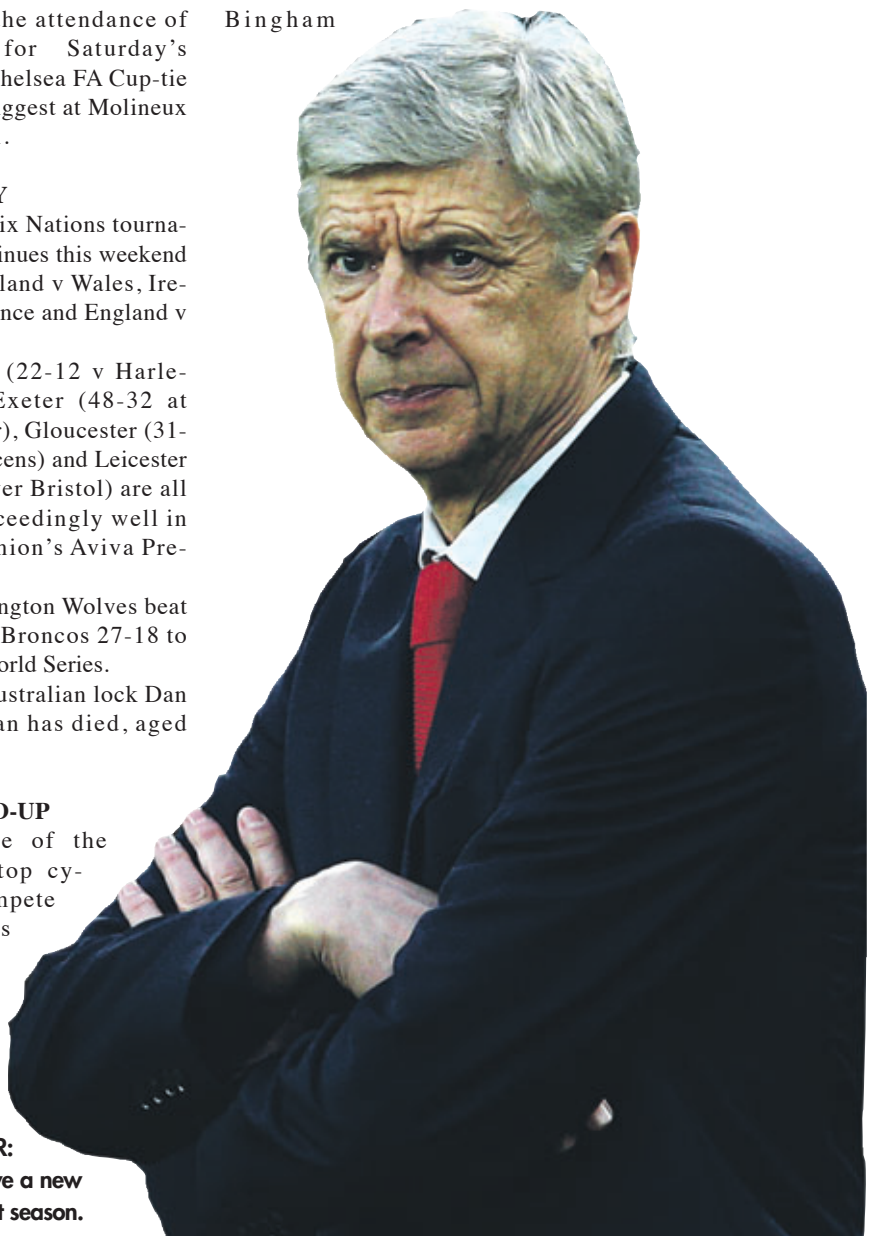 he attendance of
for Saturday's
helsea FA Cup-tie
ggest at Molineux
.
Y
ix Nations tourna-
inues this weekend
land v Wales, Ire-
nce and England v
(22-12 v Harle-
Exeter (48-32 at
r), Gloucester (31-
cens) and Leicester
er Bristol) are all
ceedingly well in
nion's Aviva Pre-
ngton Wolves beat
Broncos 27-18 to
orld Series.
ustralian lock Dan
an has died, aged
D-UP
e of the
top cy-
mpete
s
R:
ve a new
t season.
Bingham